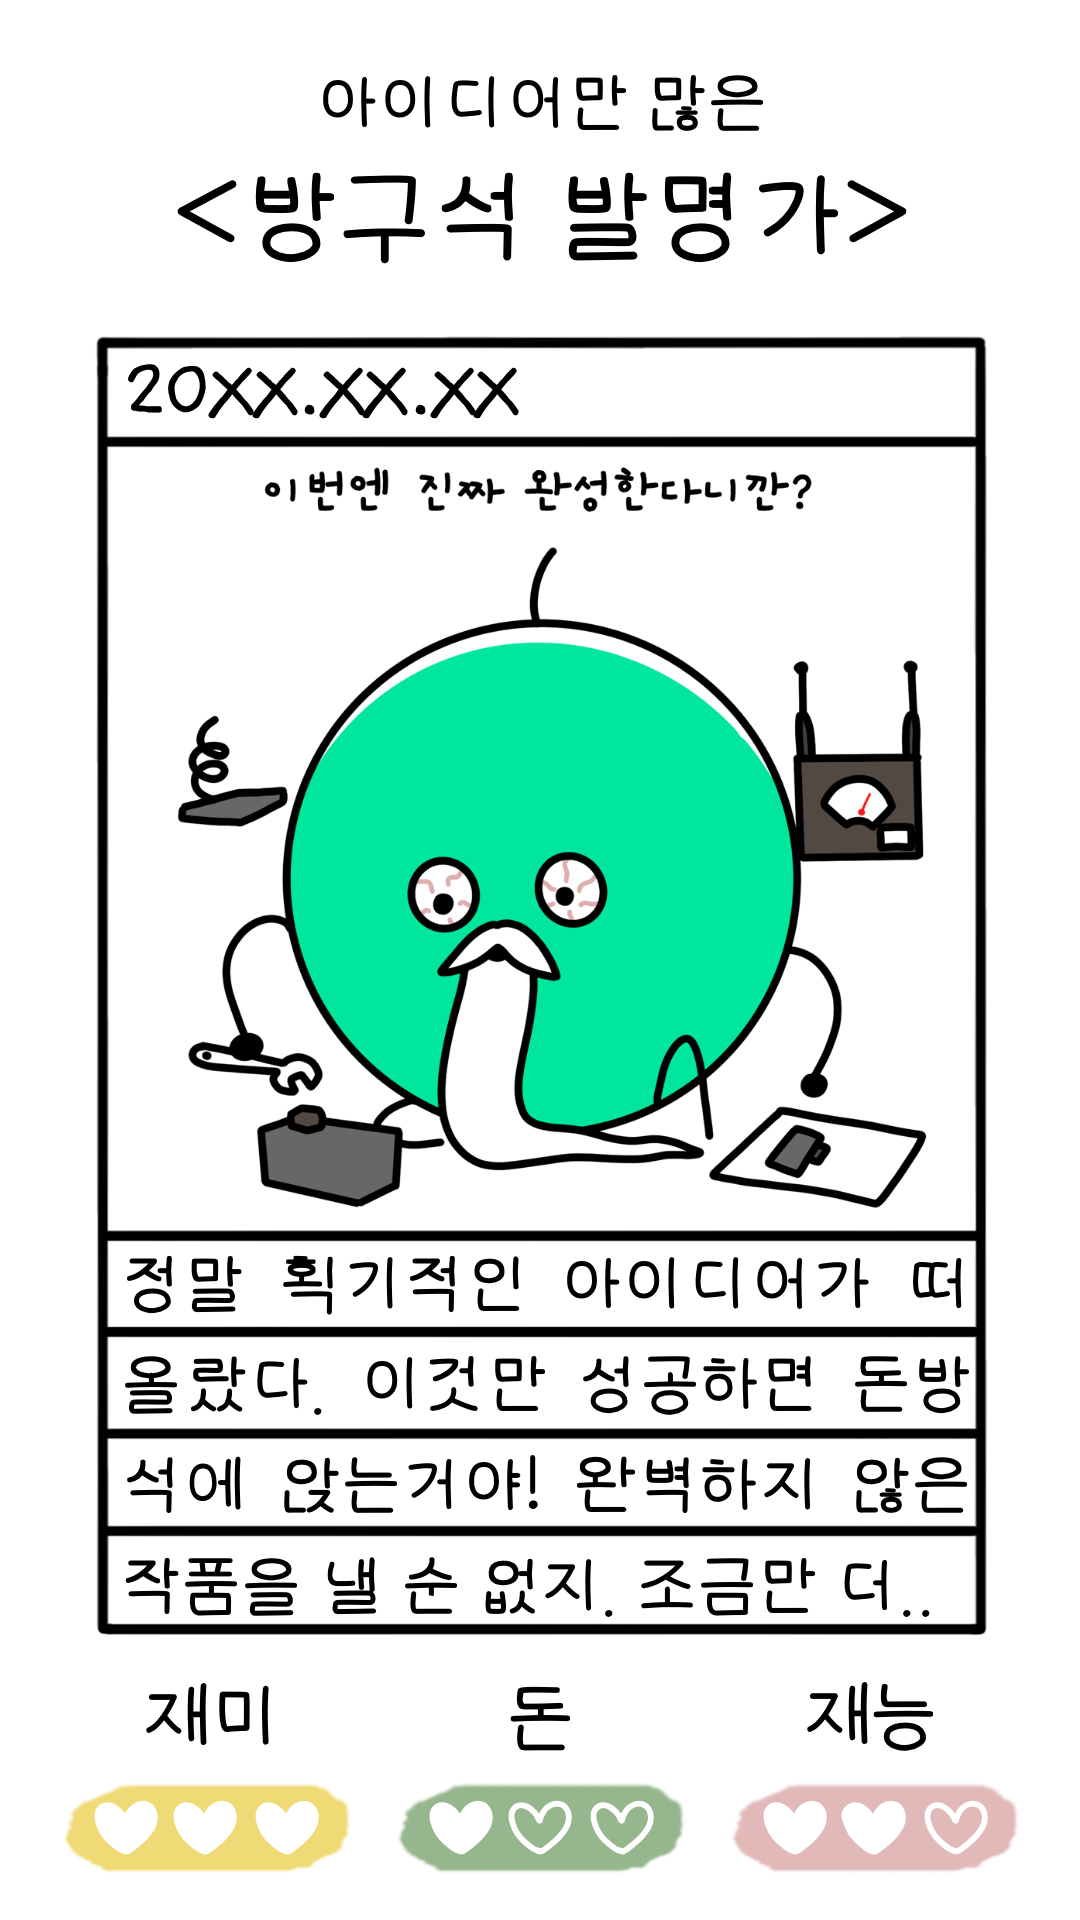 아이디어만 많은
<방구석 발명가>
20XX.XX.XX
이번엔 진짜 완성한다니깐?
정말 획기적인 아이디어가 떠
올랐다. 이것만 성공하면 돈방
석에 앉는거야! 완벽하지 않은
작품을 낼 순 없지. 조금만 더..
재미 돈 재능